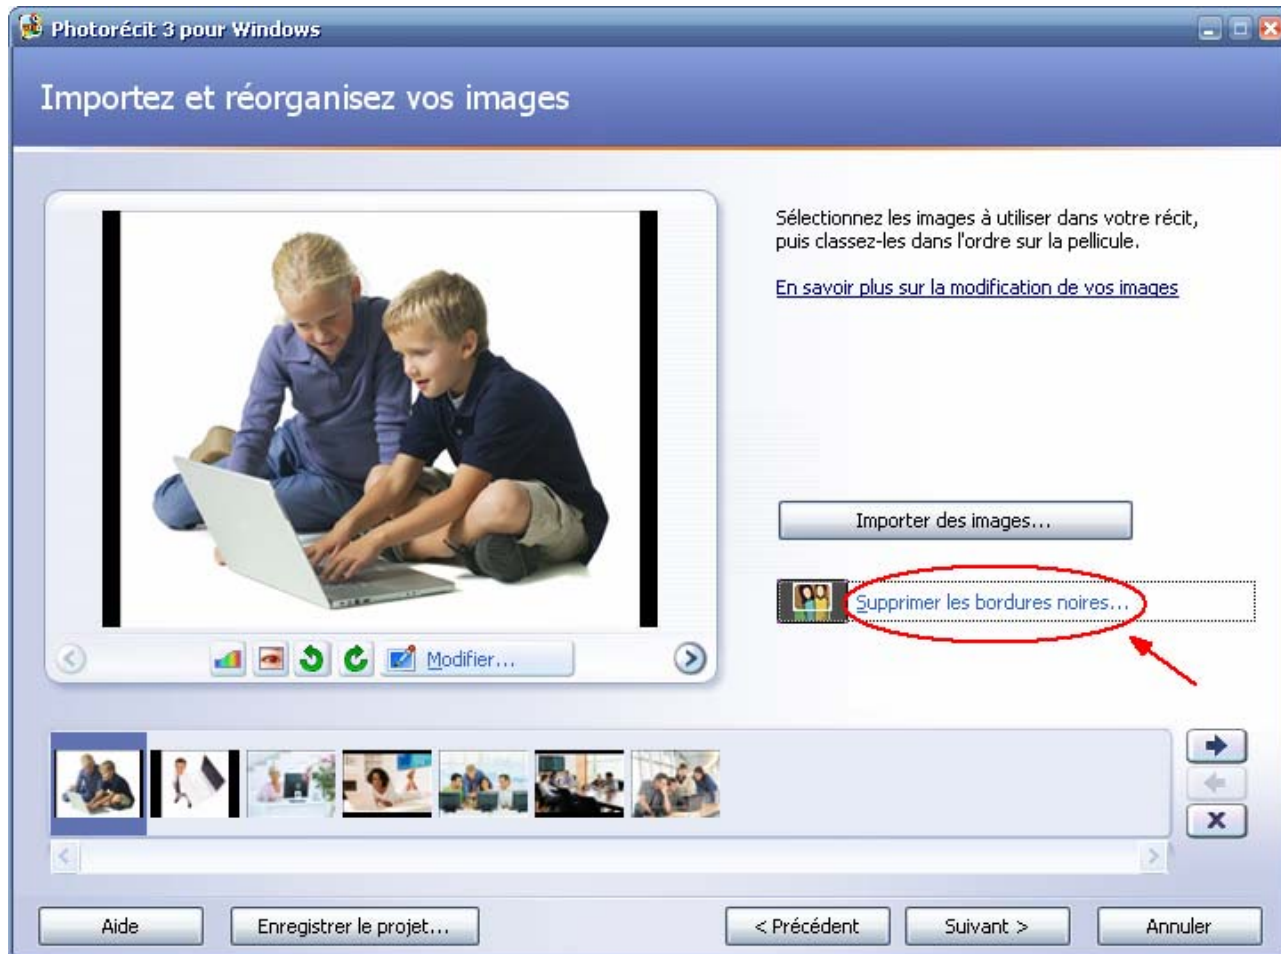 Photorécit 3 pour Windows
Importez et réorganisez vos images
Sélectionnez les images à utiliser dans votre récit,
puis classez-les dans l'ordre sur la pellicule.
En savoir plus sur la modification de vos images
Importer des images...
Supprimer les bordures noires...
Modifier...
Aide
Enregistrer le projet...
< Précédent
Suivant >
Annuler